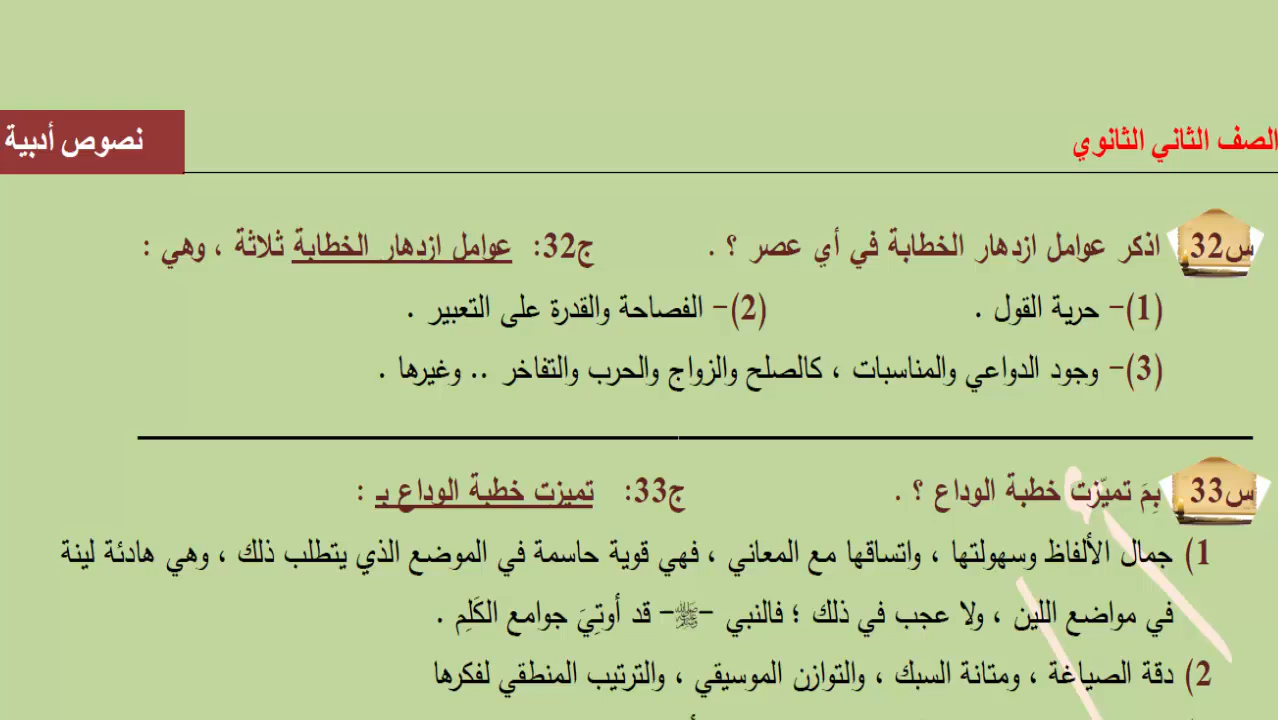 الصف الثاني الثانوي
نصوص أدبية
س32 اذكر عوامل ازدهار الخطابة في أي عصر ؟ . ج32: عوامل ازدهار الخطابة ثلاثة ، وهي :
(1)- حرية القول . (2)- الفصاحة والقدرة على التعبير .
(3)- وجود الدواعي والمناسبات ، كالصلح والزواج والحرب والتفاخر .. وغيرها .
س33 بِمَ تميّزت خطبة الوداع ؟ . ج33: تميزت خطبة الوداع بـ :
1) جمال الألفاظ وسهولتها ، واتساقها مع المعاني ، فهي قوية حاسمة في الموضع الذي يتطلب ذلك ، وهي هادئة لينة
في مواضع اللين ، ولا عجب في ذلك ؛ فالنبي -ﷺ- قد أوتِيَ جوامع الكَلِم .
2) دقة الصياغة ، ومتانة السبك ، والتوازن الموسيقي ، والترتيب المنطقي لفكرها